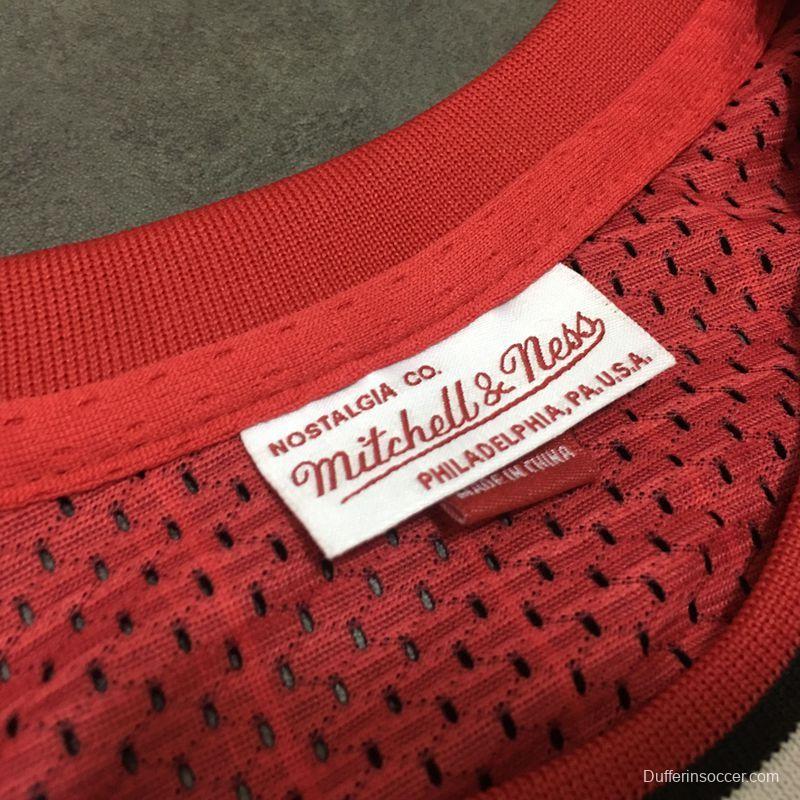 NOSTALGIA CO.
Mitchell & Ness
PHILADELPHIA, PA. U.S.A.
MADE IN CHINA
Dufferinsoccer.com